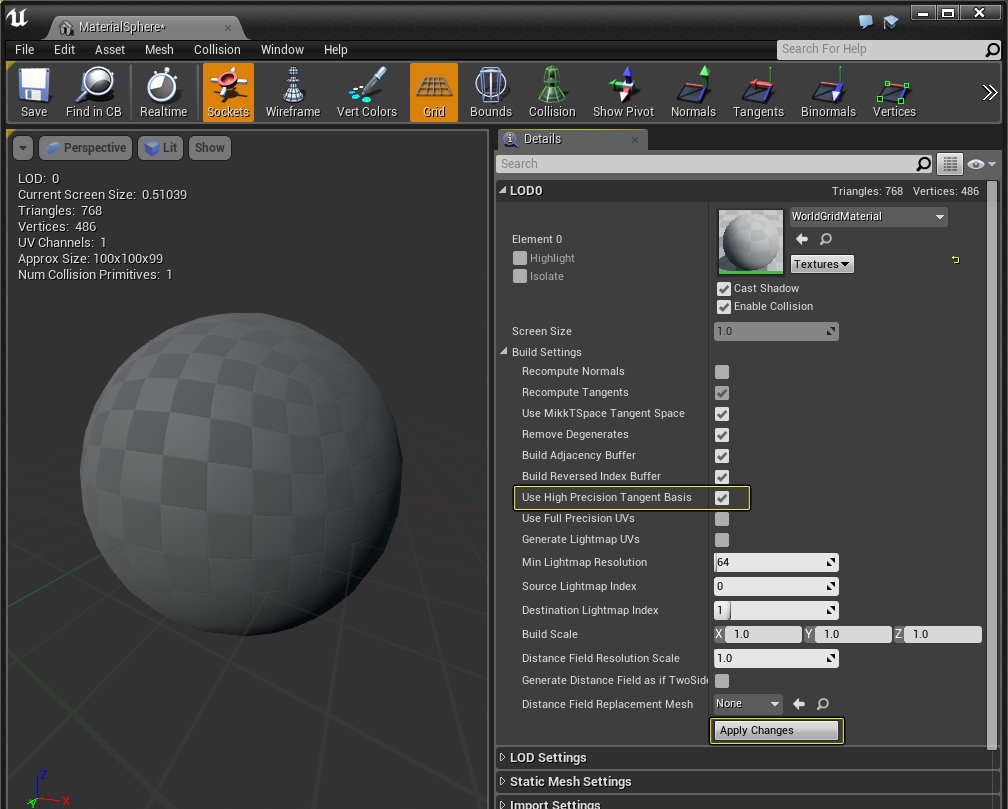 MaterialSphere*
File Edit Asset Mesh Collision Window Help
Search For Help
Save Find in CB Realtime Sockets Wireframe Vert Colors Grid Bounds Collision Show Pivot Normals Tangents Binormals Vertices
Perspective Lit Show
LOD: 0
Current Screen Size: 0.51039
Triangles: 768
Vertices: 486
UV Channels: 1
Approx Size: 100x100x99
Num Collision Primitives: 1
Z
X
Y
Details
Search
LOD0 Triangles: 768 Vertices: 486
WorldGridMaterial
Element 0
Highlight
Isolate
Textures
Cast Shadow
Enable Collision
Screen Size 1.0
Build Settings
Recompute Normals
Recompute Tangents
Use MikkTSpace Tangent Space
Remove Degenerates
Build Adjacency Buffer
Build Reversed Index Buffer
Use High Precision Tangent Basis
Use Full Precision UVs
Generate Lightmap UVs
Min Lightmap Resolution 64
Source Lightmap Index 0
Destination Lightmap Index 1
Build Scale X 1.0 Y 1.0 Z 1.0
Distance Field Resolution Scale 1.0
Generate Distance Field as if TwoSide
Distance Field Replacement Mesh None
Apply Changes
LOD Settings
Static Mesh Settings
Import Settings